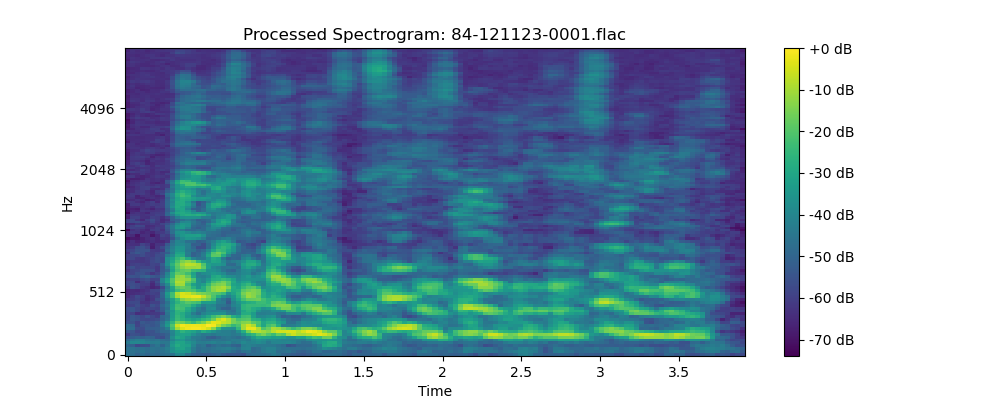 Processed Spectrogram: 84-121123-0001.flac
Hz
4096
2048
1024
512
0
0 0.5 1 1.5 2 2.5 3 3.5
Time
+0 dB
-10 dB
-20 dB
-30 dB
-40 dB
-50 dB
-60 dB
-70 dB